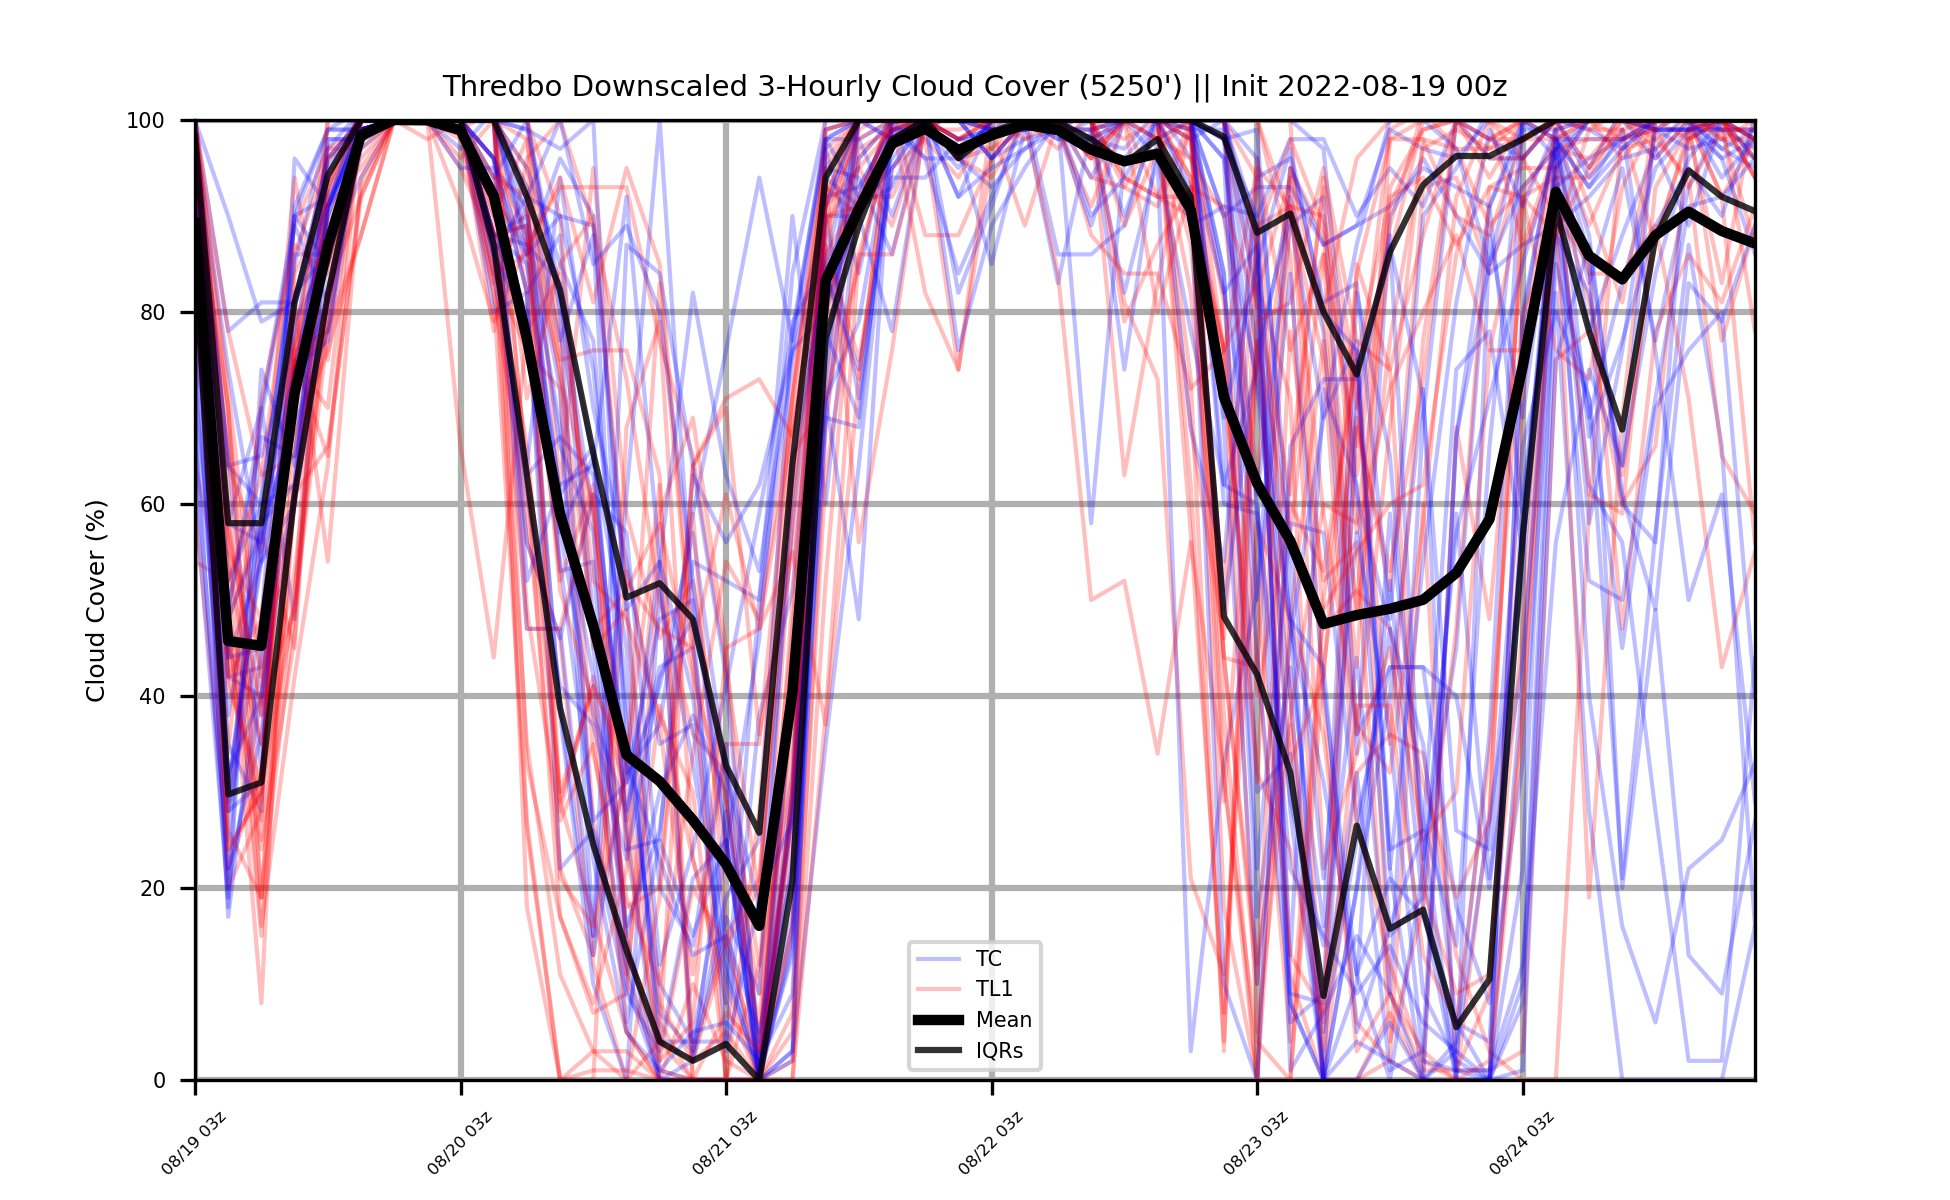 Thredbo Downscaled 3-Hourly Cloud Cover (5250') || Init 2022-08-19 00z
Cloud Cover (%)
100
80
60
40
20
0
TC
TL1
Mean
IQRs
08/19 03z
08/20 03z
08/21 03z
08/22 03z
08/23 03z
08/24 03z